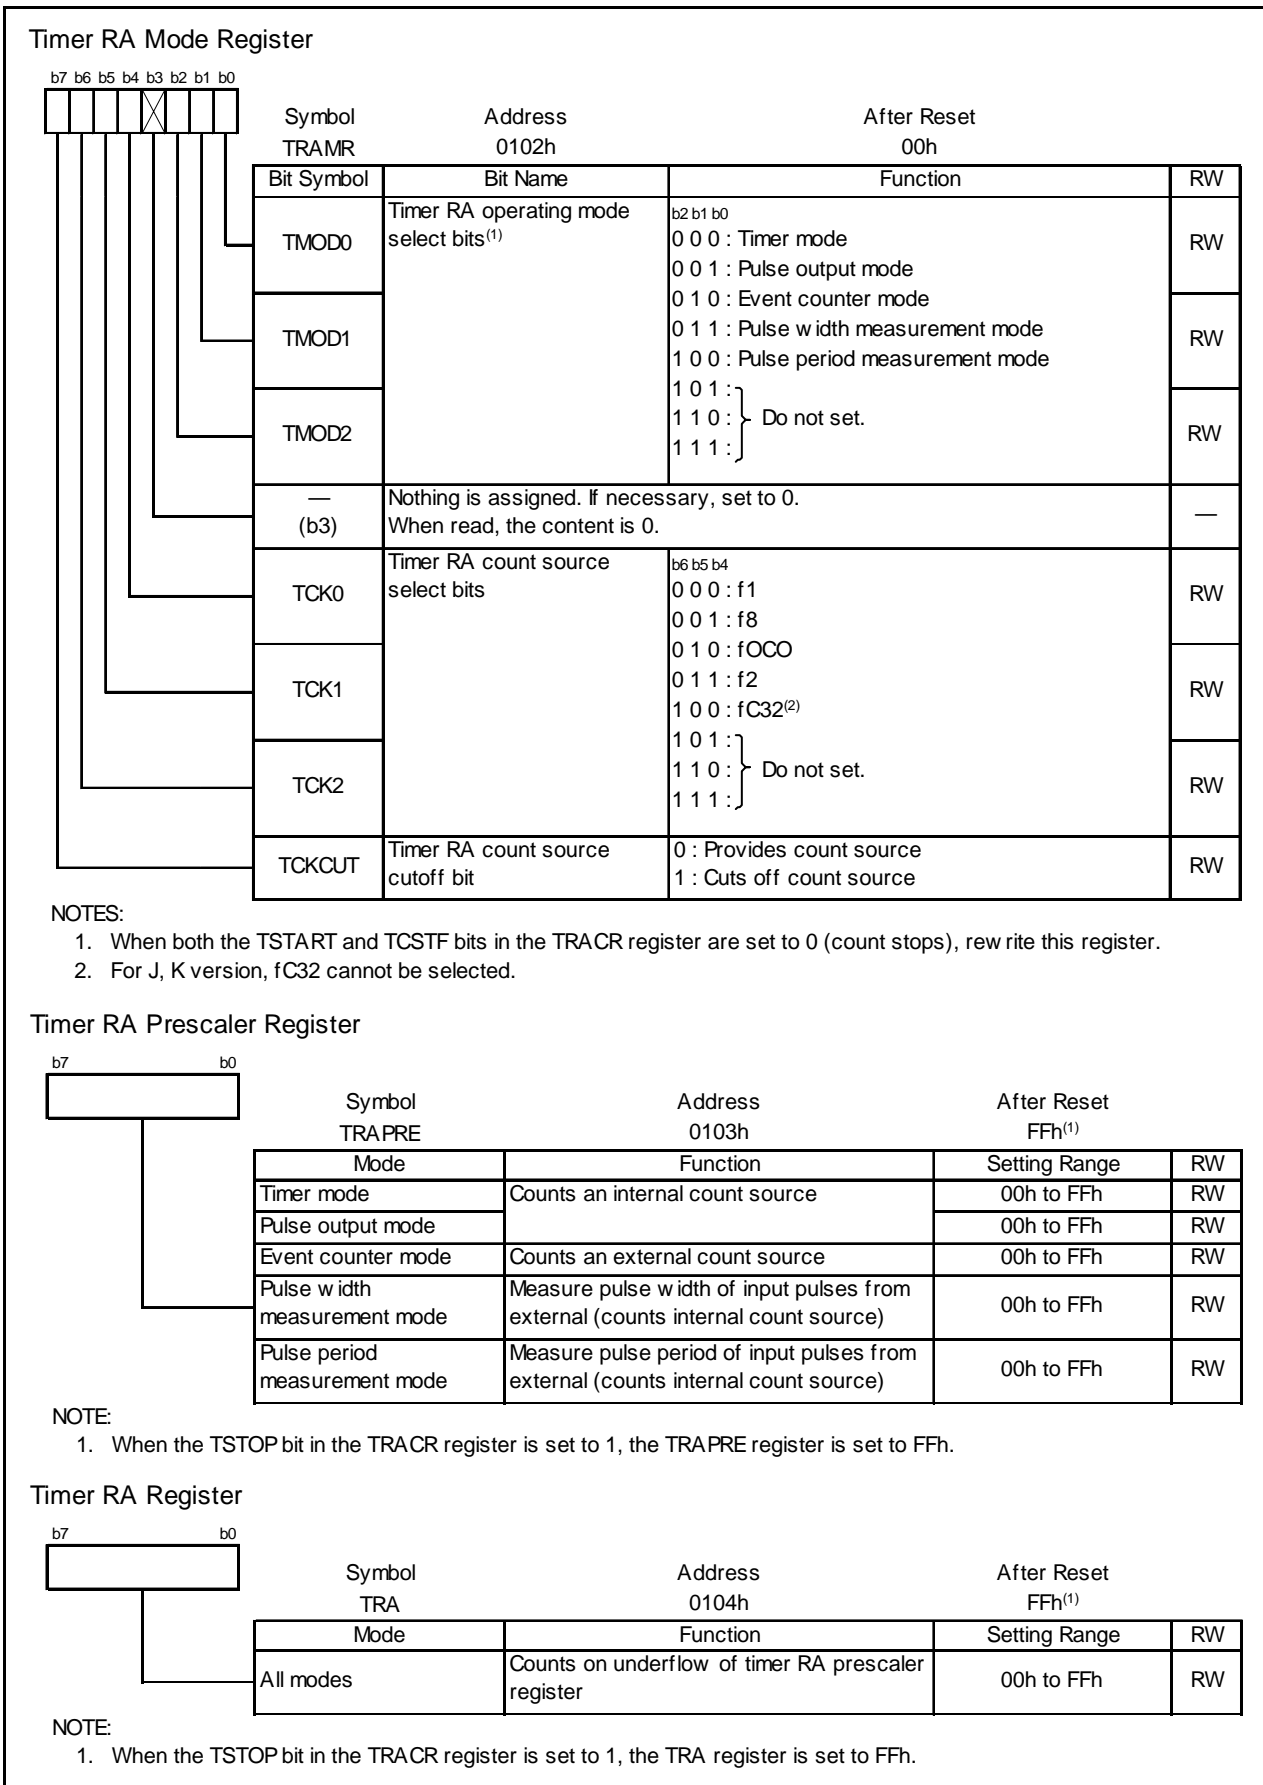 Timer RA Mode Register
b7 b6 b5 b4 b3 b2 b1 b0
Symbol Address After Reset
TRAMR 0102h 00h
Bit Symbol Bit Name Function RW
TMOD0 Timer RA operating mode select bits(1) RW
b2 b1 b0
0 0 0 : Timer mode
0 0 1 : Pulse output mode
0 1 0 : Event counter mode
TMOD1 RW
0 1 1 : Pulse width measurement mode
1 0 0 : Pulse period measurement mode
TMOD2 RW
1 0 1 :
1 1 0 : Do not set.
1 1 1 :
— (b3) Nothing is assigned. If necessary, set to 0. —
When read, the content is 0.
TCK0 Timer RA count source select bits RW
b6 b5 b4
0 0 0 : f1
0 0 1 : f8
0 1 0 : fOCO
TCK1 RW
0 1 1 : f2
1 0 0 : fC32(2)
TCK2 RW
1 0 1 :
1 1 0 : Do not set.
1 1 1 :
TCKCUT Timer RA count source cutoff bit RW
0 : Provides count source
1 : Cuts off count source
NOTES:
1. When both the TSTART and TCSTF bits in the TRACR register are set to 0 (count stops), rewrite this register.
2. For J, K version, fC32 cannot be selected.
Timer RA Prescaler Register
b7 b0
Symbol Address After Reset
TRAPRE 0103h FFh(1)
Mode Function Setting Range RW
Timer mode Counts an internal count source 00h to FFh RW
Pulse output mode 00h to FFh RW
Event counter mode Counts an external count source 00h to FFh RW
Pulse width Measure pulse width of input pulses from
measurement mode external (counts internal count source) 00h to FFh RW
Pulse period Measure pulse period of input pulses from
measurement mode external (counts internal count source) 00h to FFh RW
NOTE:
1. When the TSTOP bit in the TRACR register is set to 1, the TRAPRE register is set to FFh.
Timer RA Register
b7 b0
Symbol Address After Reset
TRA 0104h FFh(1)
Mode Function Setting Range RW
All modes Counts on underflow of timer RA prescaler register 00h to FFh RW
NOTE:
1. When the TSTOP bit in the TRACR register is set to 1, the TRA register is set to FFh.